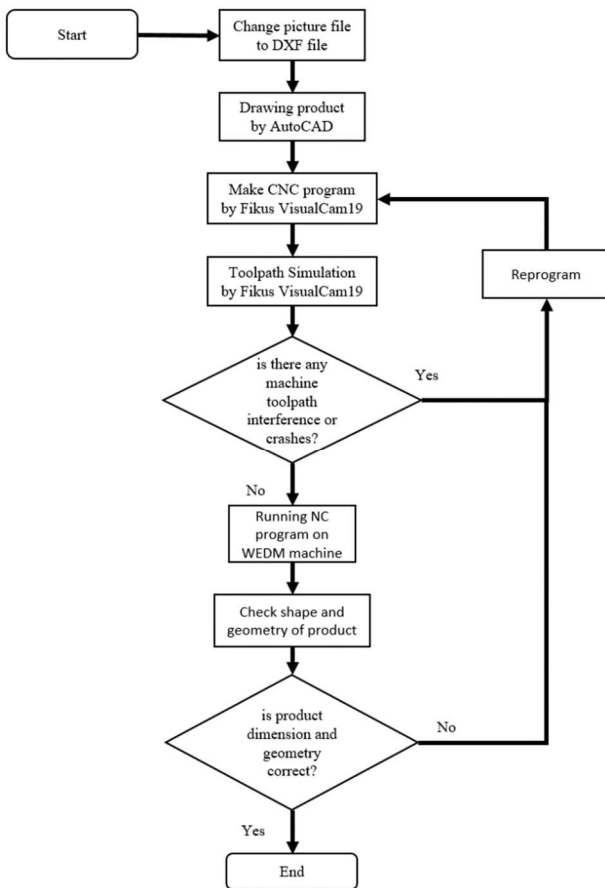 Start
Change picture file
to DXF file
Drawing product
by AutoCAD
Make CNC program
by Fikus VisualCam19
Reprogram
Toolpath Simulation
by Fikus VisualCam19
is there any
machine
toolpath
interference or
crashes?
Yes
No
Running NC
program on
WEDM machine
Check shape and
geometry of product
is product
dimension and
geometry
correct?
No
Yes
End